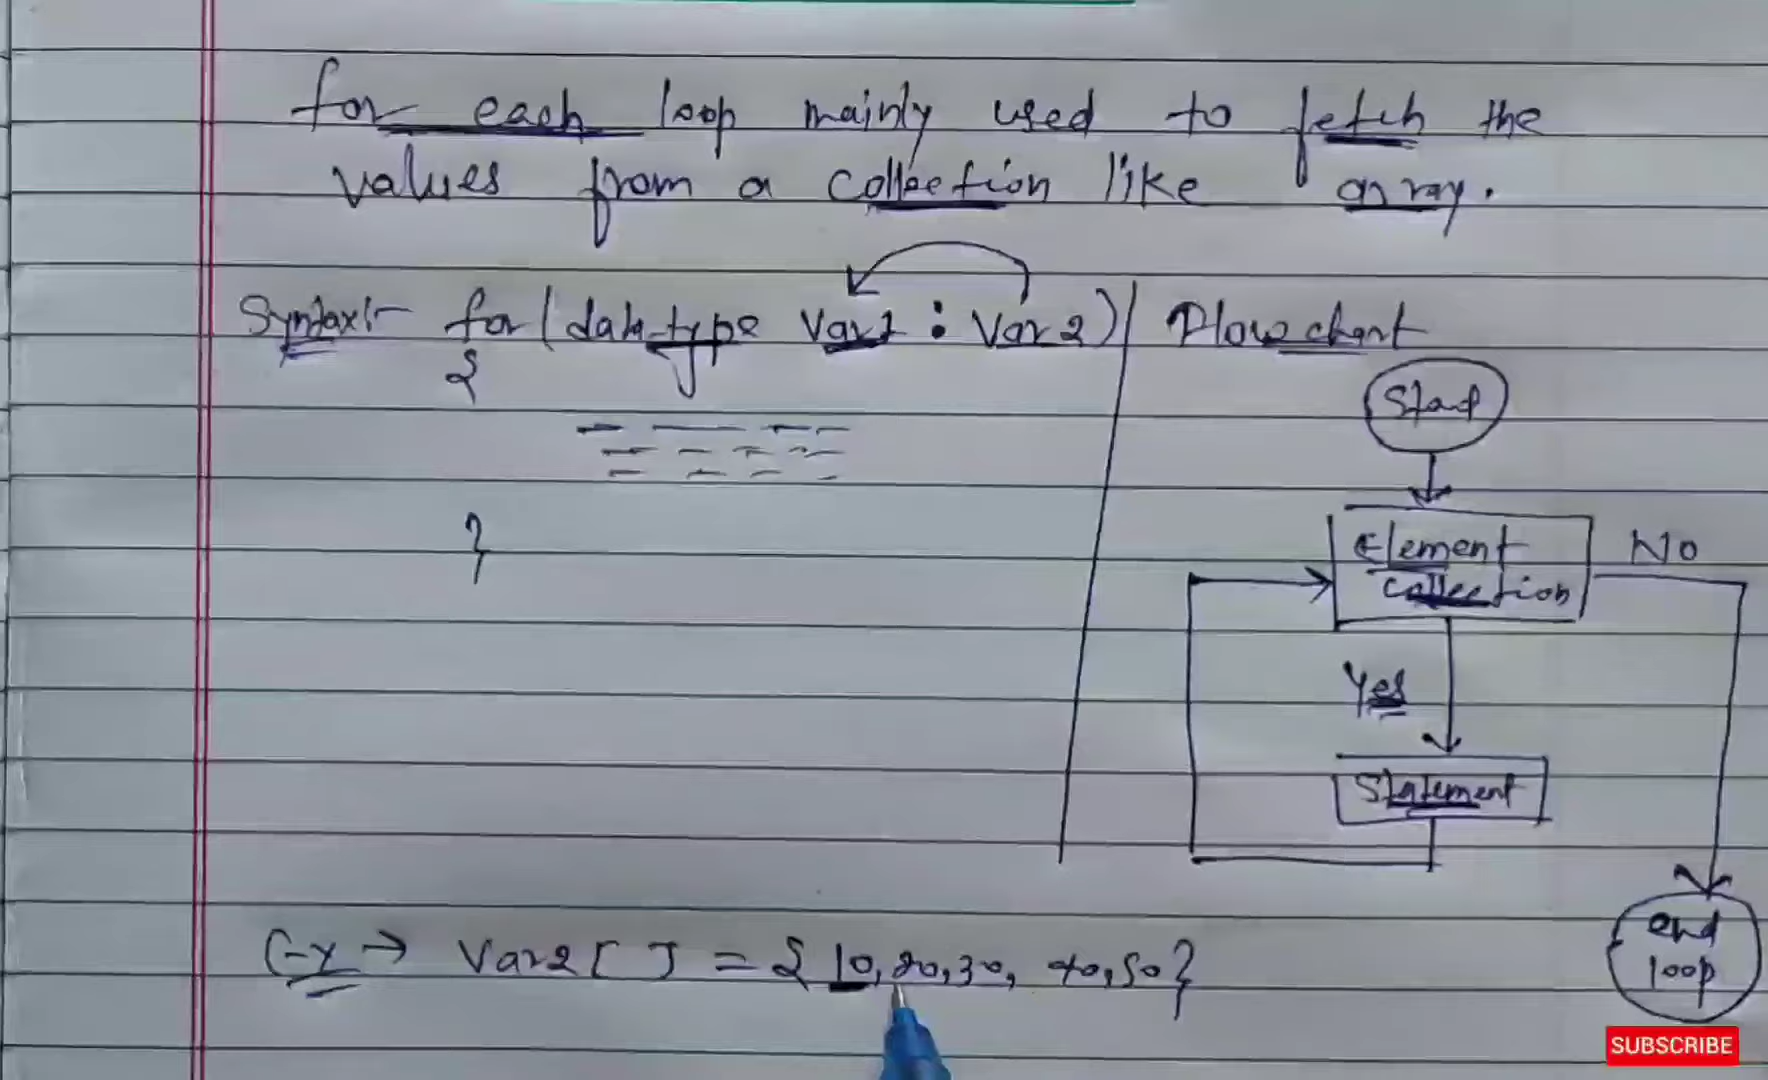 for each loop mainly used to fetch the
values from a collection like array.
Syntax:- for (data type Var1 : Var2)
{
}
Flow chart
Start
Element
collection
No
Yes
Statement
end
loop
Ex → Var2[ ] = { 10, 20, 30, 40, 50 }
SUBSCRIBE